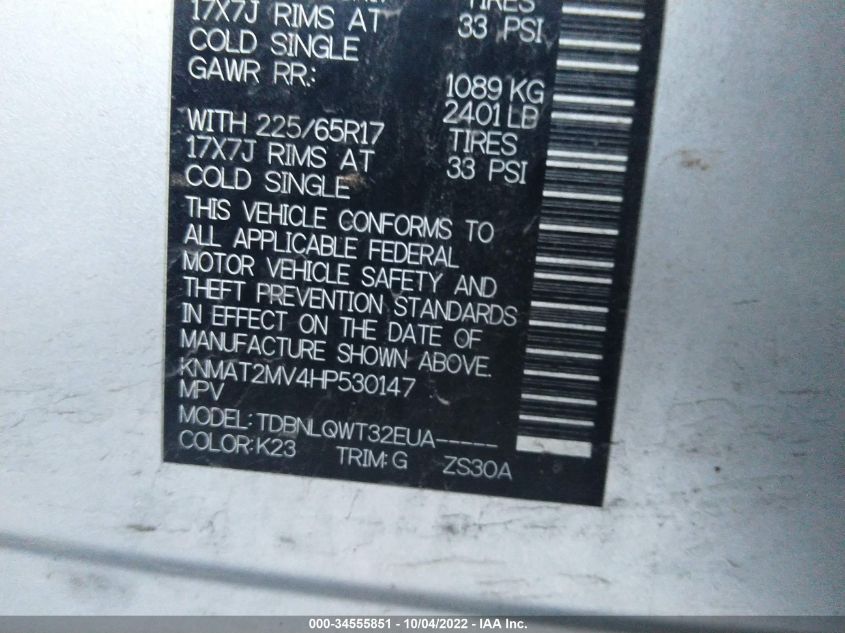 TIRES
17X7J RIMS AT 33 PSI
COLD SINGLE
GAWR RR: 1089 KG
2401 LB
WITH 225/65R17 TIRES
17X7J RIMS AT 33 PSI
COLD SINGLE
THIS VEHICLE CONFORMS TO
ALL APPLICABLE FEDERAL
MOTOR VEHICLE SAFETY AND
THEFT PREVENTION STANDARDS
IN EFFECT ON THE DATE OF
MANUFACTURE SHOWN ABOVE.
KNMAT2MV4HP530147
MPV
MODEL:TDBNLQWT32EUA-----
COLOR:K23 TRIM:G ZS30A
000-34555851 - 10/04/2022 - IAA Inc.